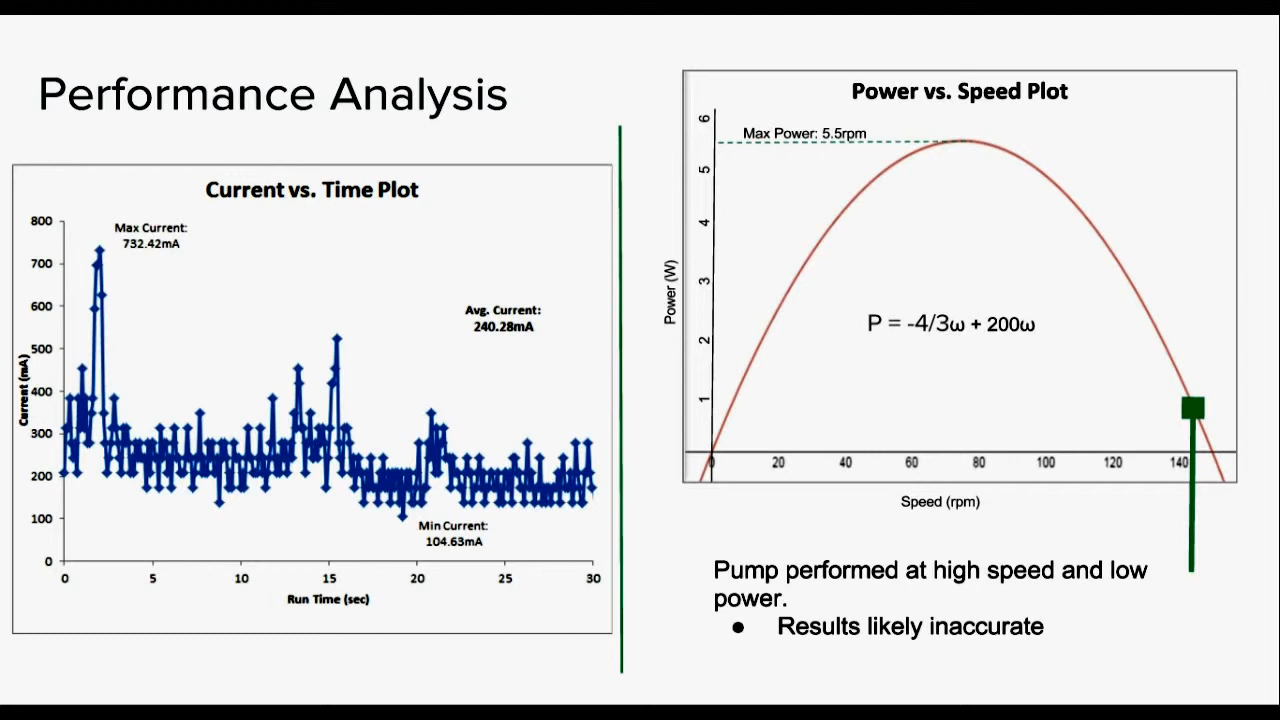 Performance Analysis
Current vs. Time Plot
Max Current:
732.42mA
Avg. Current:
240.28mA
Min Current:
104.63mA
Current (mA)
800
700
600
500
400
300
200
100
0
0 5 10 15 20 25 30
Run Time (sec)
Power vs. Speed Plot
Max Power: 5.5rpm
P = -4/3ω + 200ω
Power (W)
6
5
4
3
2
1
0 20 40 60 80 100 120 140
Speed (rpm)
Pump performed at high speed and low
power.
● Results likely inaccurate